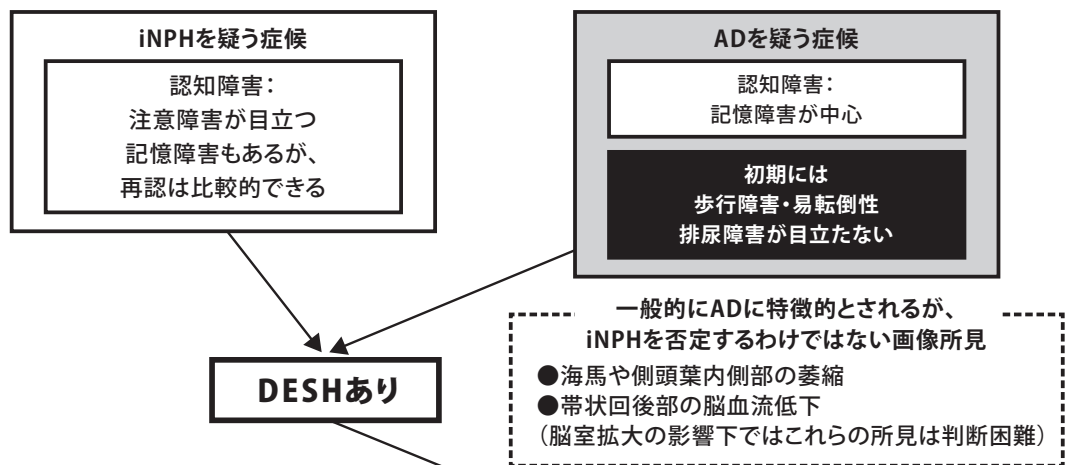 iNPHを疑う症候
認知障害：
注意障害が目立つ
記憶障害もあるが、
再認は比較的できる
ADを疑う症候
認知障害：
記憶障害が中心
初期には
歩行障害・易転倒性
排尿障害が目立たない
一般的にADに特徴的とされるが、
iNPHを否定するわけではない画像所見
●海馬や側頭葉内側部の萎縮
●帯状回後部の脳血流低下
（脳室拡大の影響下ではこれらの所見は判断困難）
DESHあり